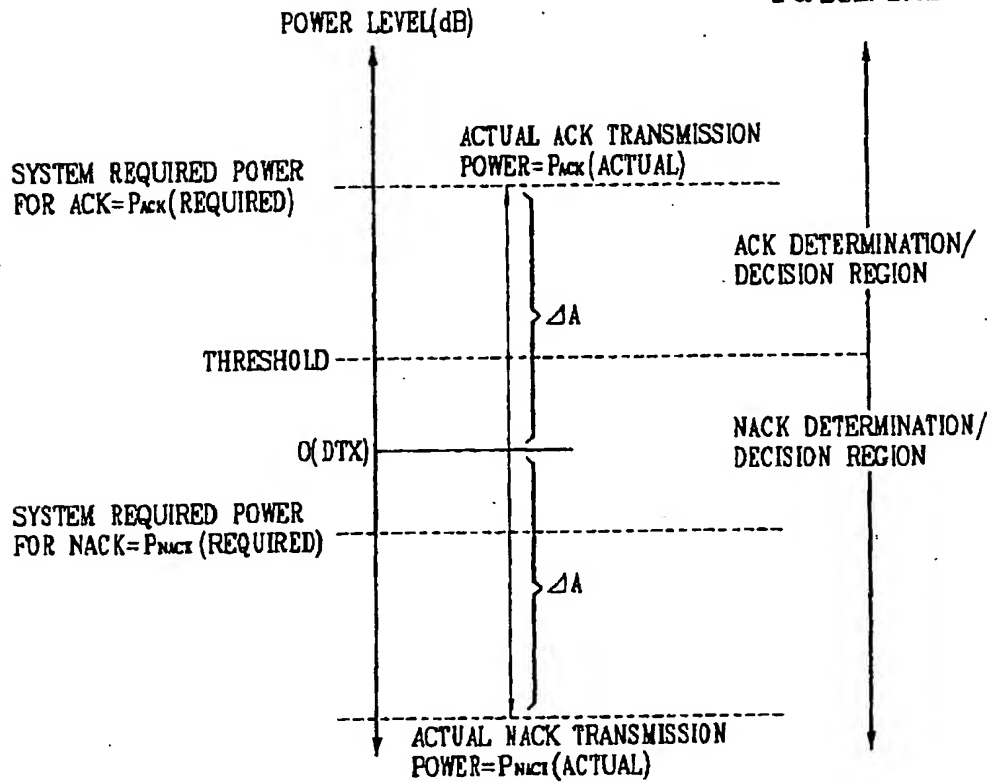 POWER LEVEL(dB)
ACTUAL ACK TRANSMISSION
POWER=PACK(ACTUAL)
SYSTEM REQUIRED POWER
FOR ACK=PACK(REQUIRED)
ACK DETERMINATION/
DECISION REGION
⊿A
THRESHOLD
0(DTX)
NACK DETERMINATION/
DECISION REGION
SYSTEM REQUIRED POWER
FOR NACK=PNACK(REQUIRED)
⊿A
ACTUAL NACK TRANSMISSION
POWER=PNACK(ACTUAL)